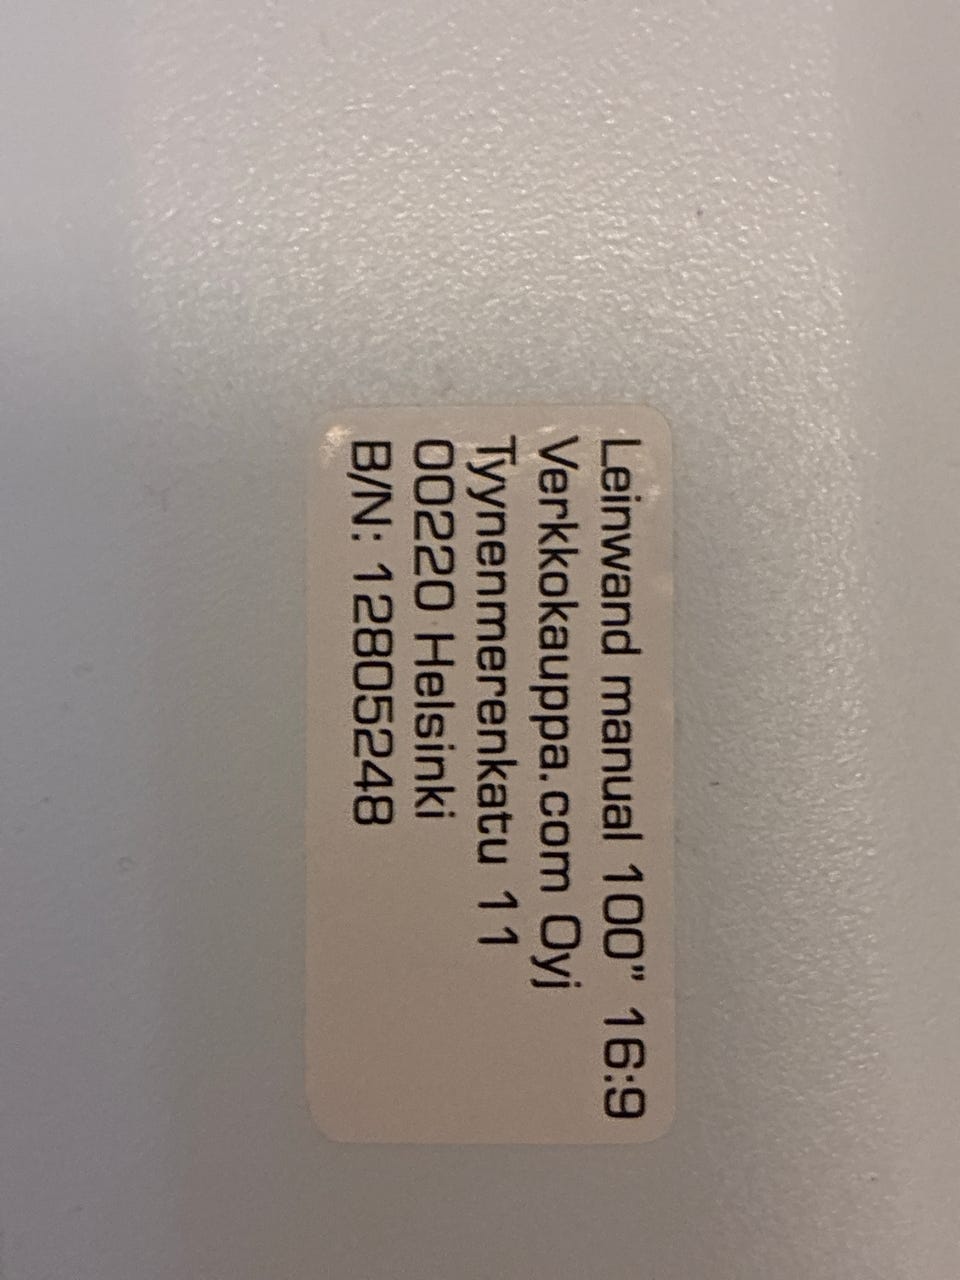 Leinwand manual 100" 16:9
Verkkokauppa.com Oyj
Tyynenmerenkatu 11
00220 Helsinki
B/N: 12805248